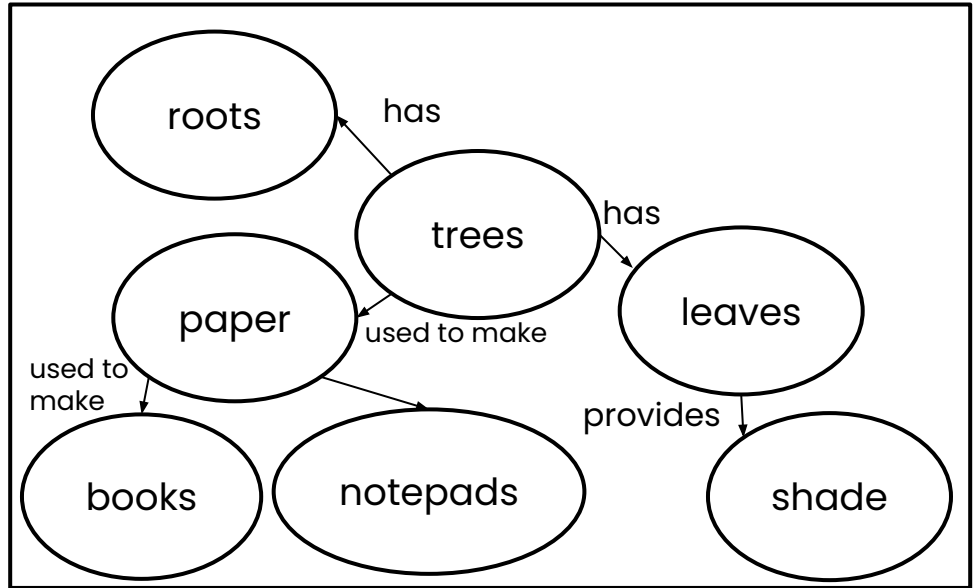 roots
has
trees
has
leaves
paper
used to make
used to
make
provides
books
notepads
shade